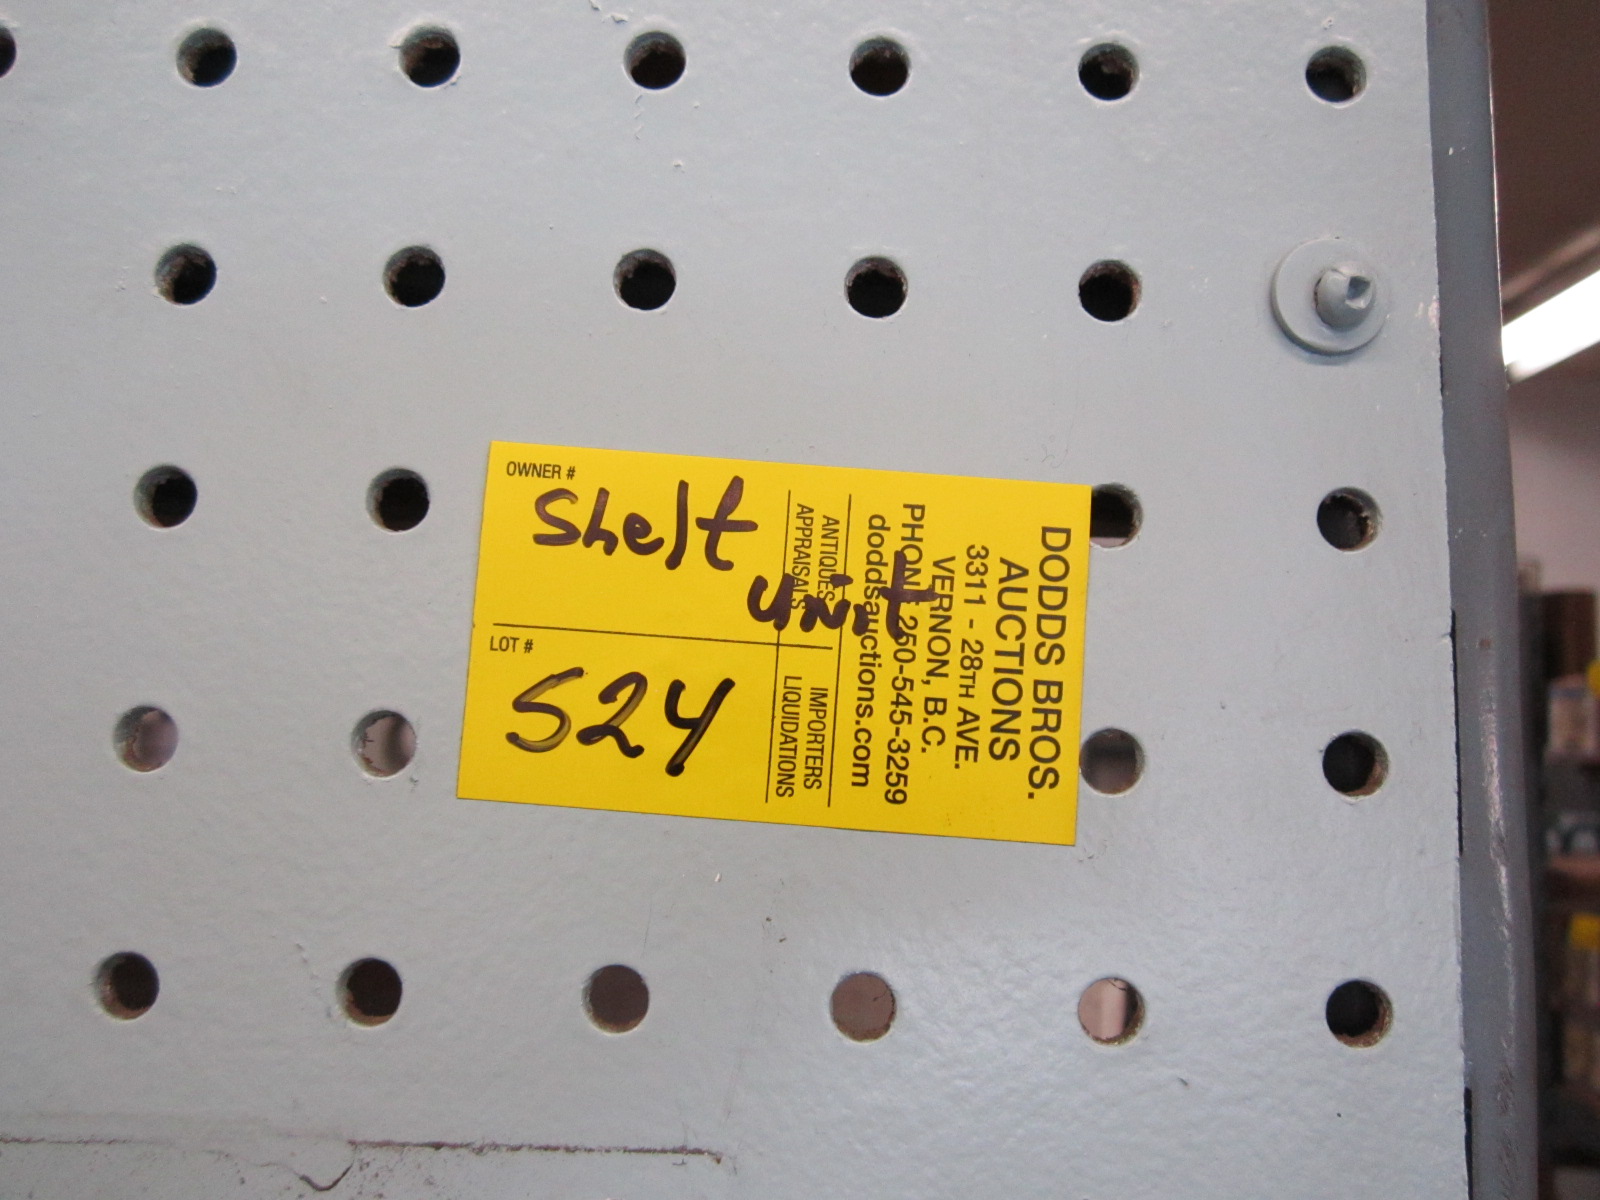 OWNER #
Shelf
unit
LOT #
524
ANTIQUES
APPRAISALS
IMPORTERS
LIQUIDATIONS
DODDS BROS.
AUCTIONS
3311 - 28TH AVE.
VERNON, B.C.
PHONE 250-545-3259
doddsauctions.com